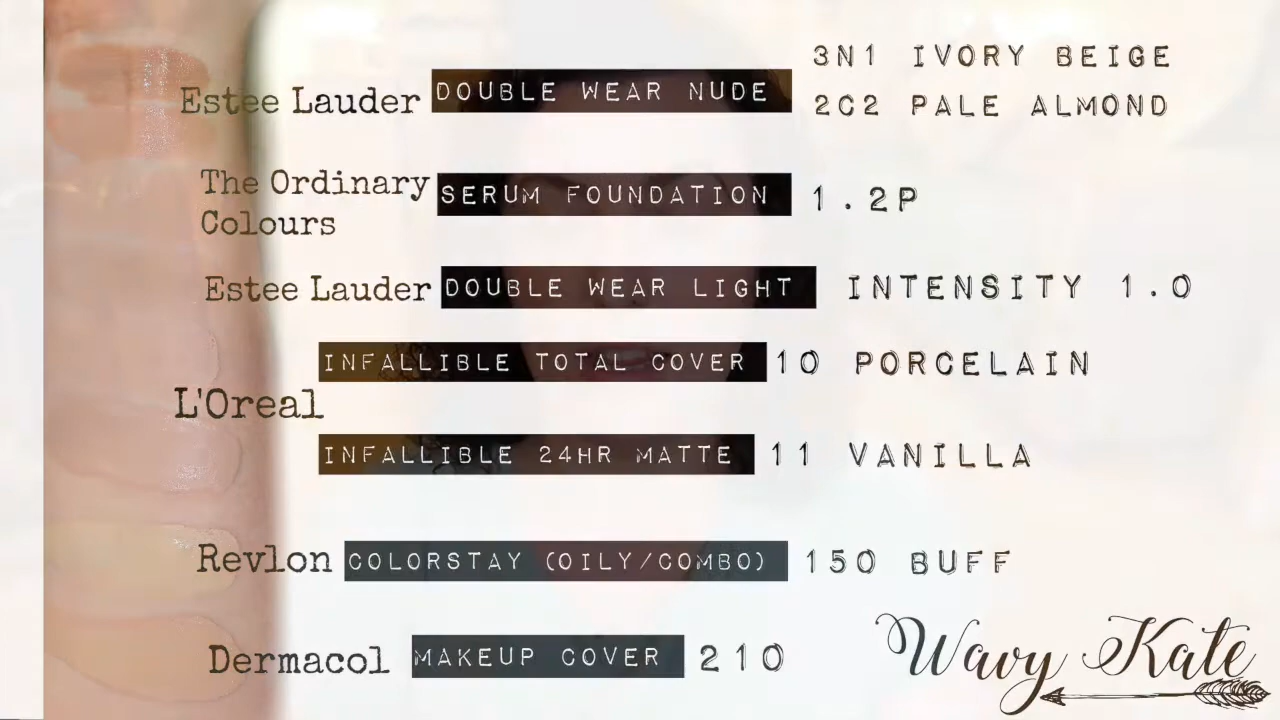 3N1 IVORY BEIGE
Estee Lauder DOUBLE WEAR NUDE 2C2 PALE ALMOND
The Ordinary
Colours SERUM FOUNDATION 1.2P
Estee Lauder DOUBLE WEAR LIGHT INTENSITY 1.0
INFALLIBLE TOTAL COVER 10 PORCELAIN
L'Oreal
INFALLIBLE 24HR MATTE 11 VANILLA
Revlon COLORSTAY (OILY/COMBO) 150 BUFF
Dermacol MAKEUP COVER 210
Wavy Kate